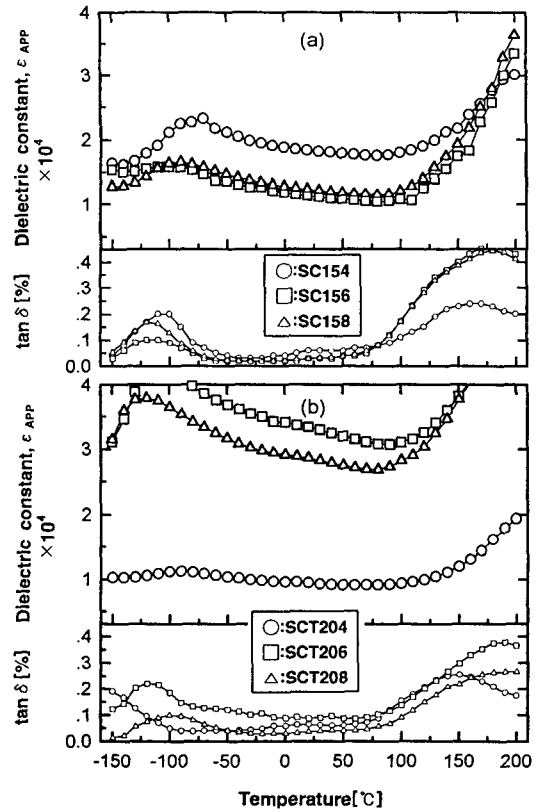 Dielectric constant, ε APP
×10⁴
4
3
2
1
(a)
tan δ [%]
.4
.3
.2
.1
0.0
○:SC154
□:SC156
△:SC158
Dielectric constant, ε APP
×10⁴
4
3
2
1
(b)
tan δ [%]
.4
.3
.2
.1
0.0
○:SCT204
□:SCT206
△:SCT208
-150 -100 -50 0 50 100 150 200
Temperature[℃]